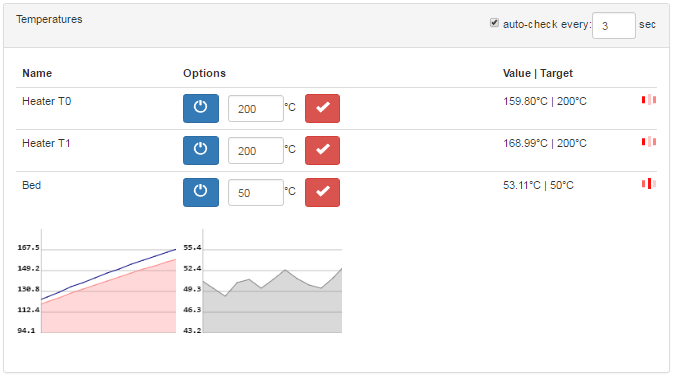 Temperatures auto-check every: 3 sec
Name Options Value | Target
Heater T0 200 °C 159.80°C | 200°C
Heater T1 200 °C 168.99°C | 200°C
Bed 50 °C 53.11°C | 50°C
167.5 55.4
149.2 52.4
130.8 49.3
112.4 46.3
94.1 43.2